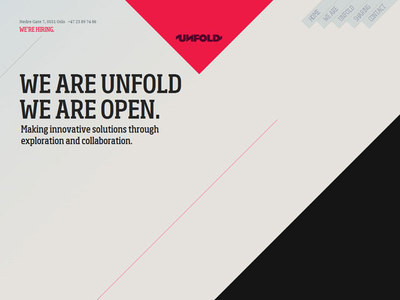 Nedre Gate 7, 0551 Oslo. +47 23 89 74 86
WE'RE HIRING.
UNFOLD
HOME
WE ARE
UNFOLD
SHARING
CONTACT
WE ARE UNFOLD
WE ARE OPEN.
Making innovative solutions through
exploration and collaboration.